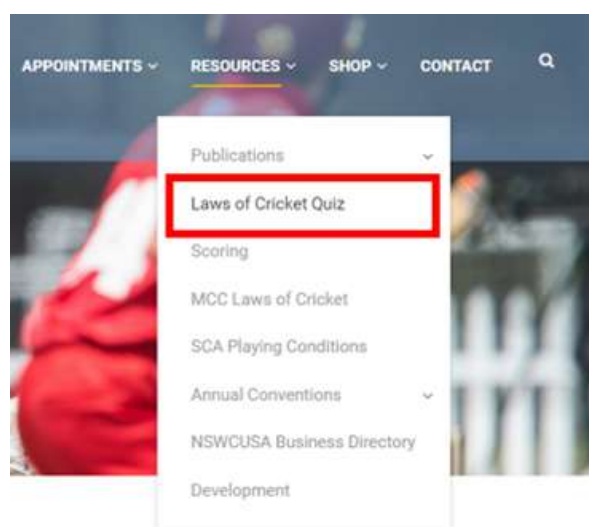 APPOINTMENTS RESOURCES SHOP CONTACT
Publications
Laws of Cricket Quiz
Scoring
MCC Laws of Cricket
SCA Playing Conditions
Annual Conventions
NSWCUSA Business Directory
Development